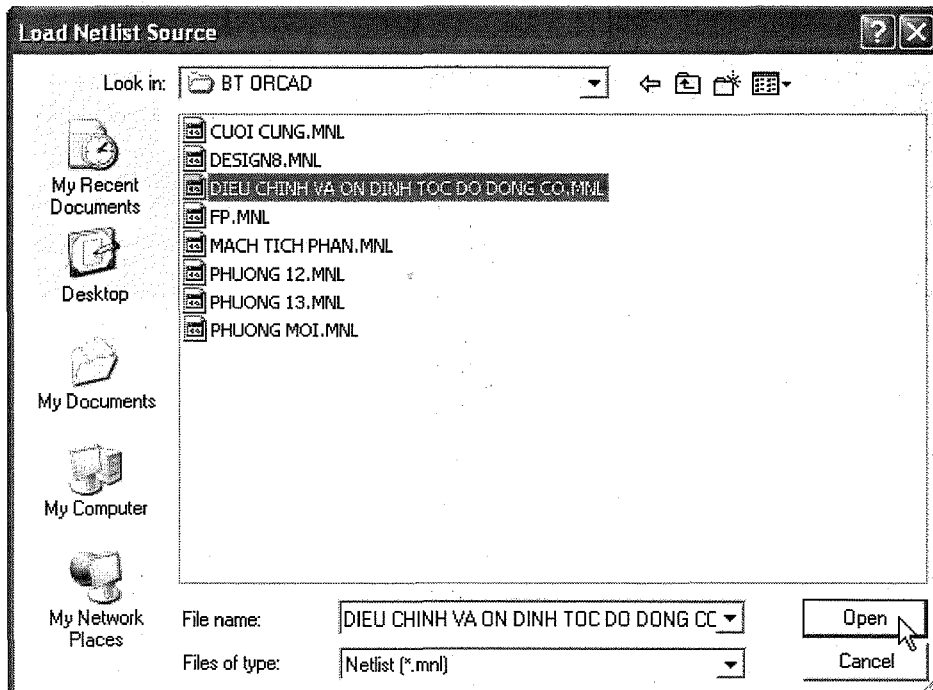 Load Netlist Source
Look in: BT ORCAD
CUOI CUNG.MNL
DESIGN8.MNL
DIEU CHINH VA ON DINH TOC DO DONG CO.MNL
FP.MNL
MACH TICH PHAN.MNL
PHUONG 12.MNL
PHUONG 13.MNL
PHUONG MOI.MNL
My Recent
Documents
Desktop
My Documents
My Computer
My Network
Places
File name: DIEU CHINH VA ON DINH TOC DO DONG CC
Open
Files of type: Netlist (*.mnl)
Cancel